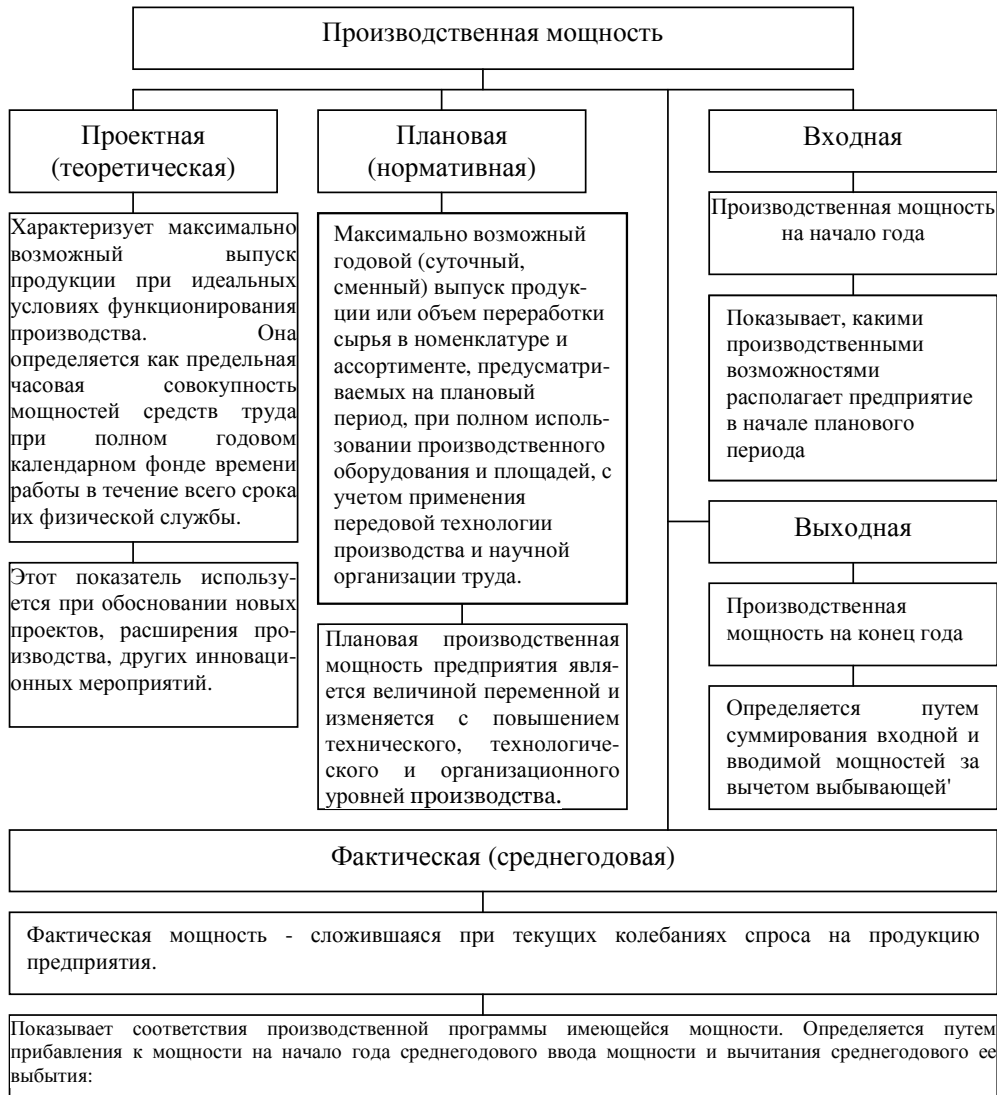 Производственная мощность
Проектная
(теоретическая)
Характеризует максимально
возможный выпуск
продукции при идеальных
условиях функционирования
производства. Она
определяется как предельная
часовая совокупность
мощностей средств труда
при полном годовом
календарном фонде времени
работы в течение всего срока
их физической службы.
Этот показатель использу-
ется при обосновании новых
проектов, расширения про-
изводства, других инноваци-
онных мероприятий.
Плановая
(нормативная)
Максимально возможный
годовой (суточный,
сменный) выпуск продук-
ции или объем переработки
сырья в номенклатуре и
ассортименте, предусматри-
ваемых на плановый
период, при полном исполь-
зовании производственного
оборудования и площадей, с
учетом применения
передовой технологии
производства и научной
организации труда.
Плановая производственная
мощность предприятия явля-
ется величиной переменной и
изменяется с повышением
технического, технологиче-
ского и организационного
уровней производства.
Входная
Производственная мощность
на начало года
Показывает, какими
производственными
возможностями
располагает предприятие
в начале планового
периода
Выходная
Производственная
мощность на конец года
Определяется путем
суммирования входной и
вводимой мощностей за
вычетом выбывающей'
Фактическая (среднегодовая)
Фактическая мощность - сложившаяся при текущих колебаниях спроса на продукцию
предприятия.
Показывает соответствия производственной программы имеющейся мощности. Определяется путем
прибавления к мощности на начало года среднегодового ввода мощности и вычитания среднегодового ее
выбытия: